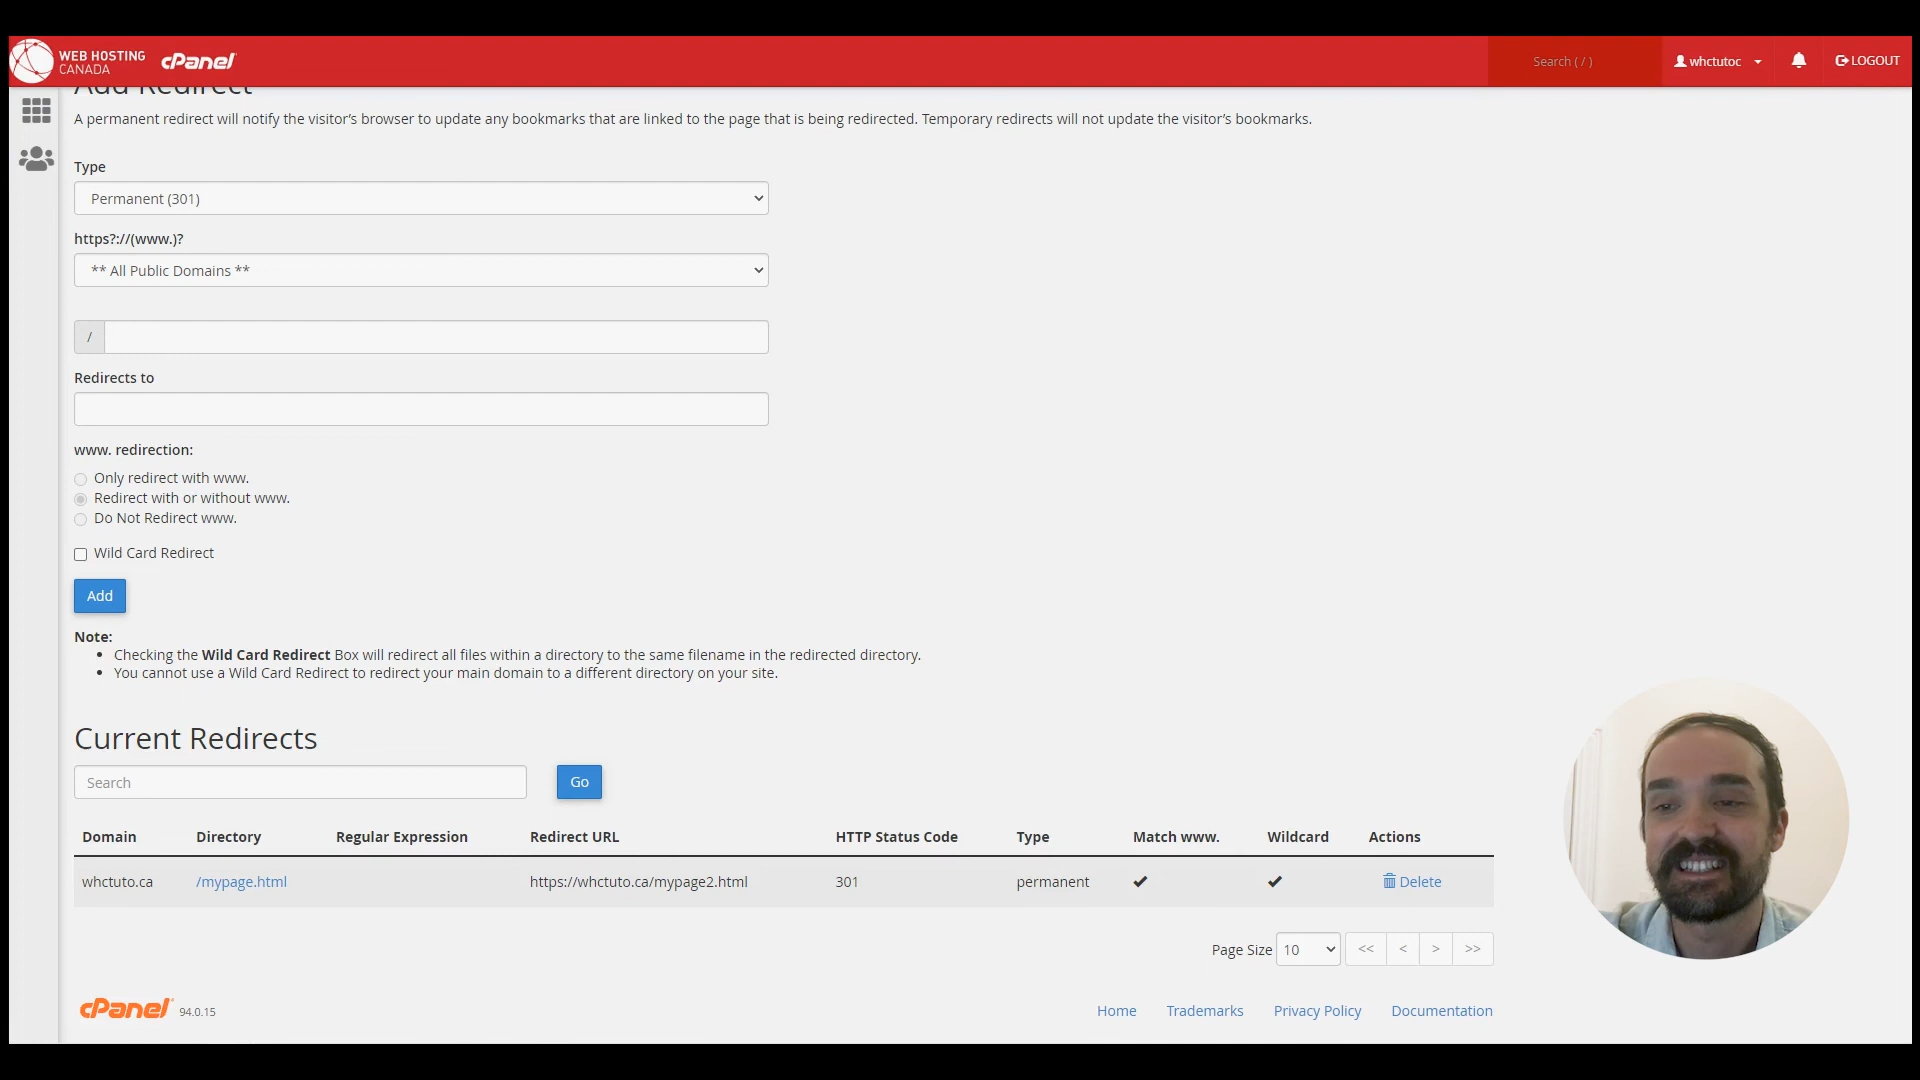 WEB HOSTING
CANADA
cPanel
Search ( / )
whctutoc
LOGOUT
Add Redirect
A permanent redirect will notify the visitor's browser to update any bookmarks that are linked to the page that is being redirected. Temporary redirects will not update the visitor's bookmarks.
Type
Permanent (301)
https?://(www.)?
** All Public Domains **
/
Redirects to
www. redirection:
Only redirect with www.
Redirect with or without www.
Do Not Redirect www.
Wild Card Redirect
Add
Note:
Checking the Wild Card Redirect Box will redirect all files within a directory to the same filename in the redirected directory.
You cannot use a Wild Card Redirect to redirect your main domain to a different directory on your site.
Current Redirects
Search
Go
Domain Directory Regular Expression Redirect URL HTTP Status Code Type Match www. Wildcard Actions
whctuto.ca /mypage.html https://whctuto.ca/mypage2.html 301 permanent Delete
Page Size 10 << < > >>
cPanel 94.0.15
Home Trademarks Privacy Policy Documentation